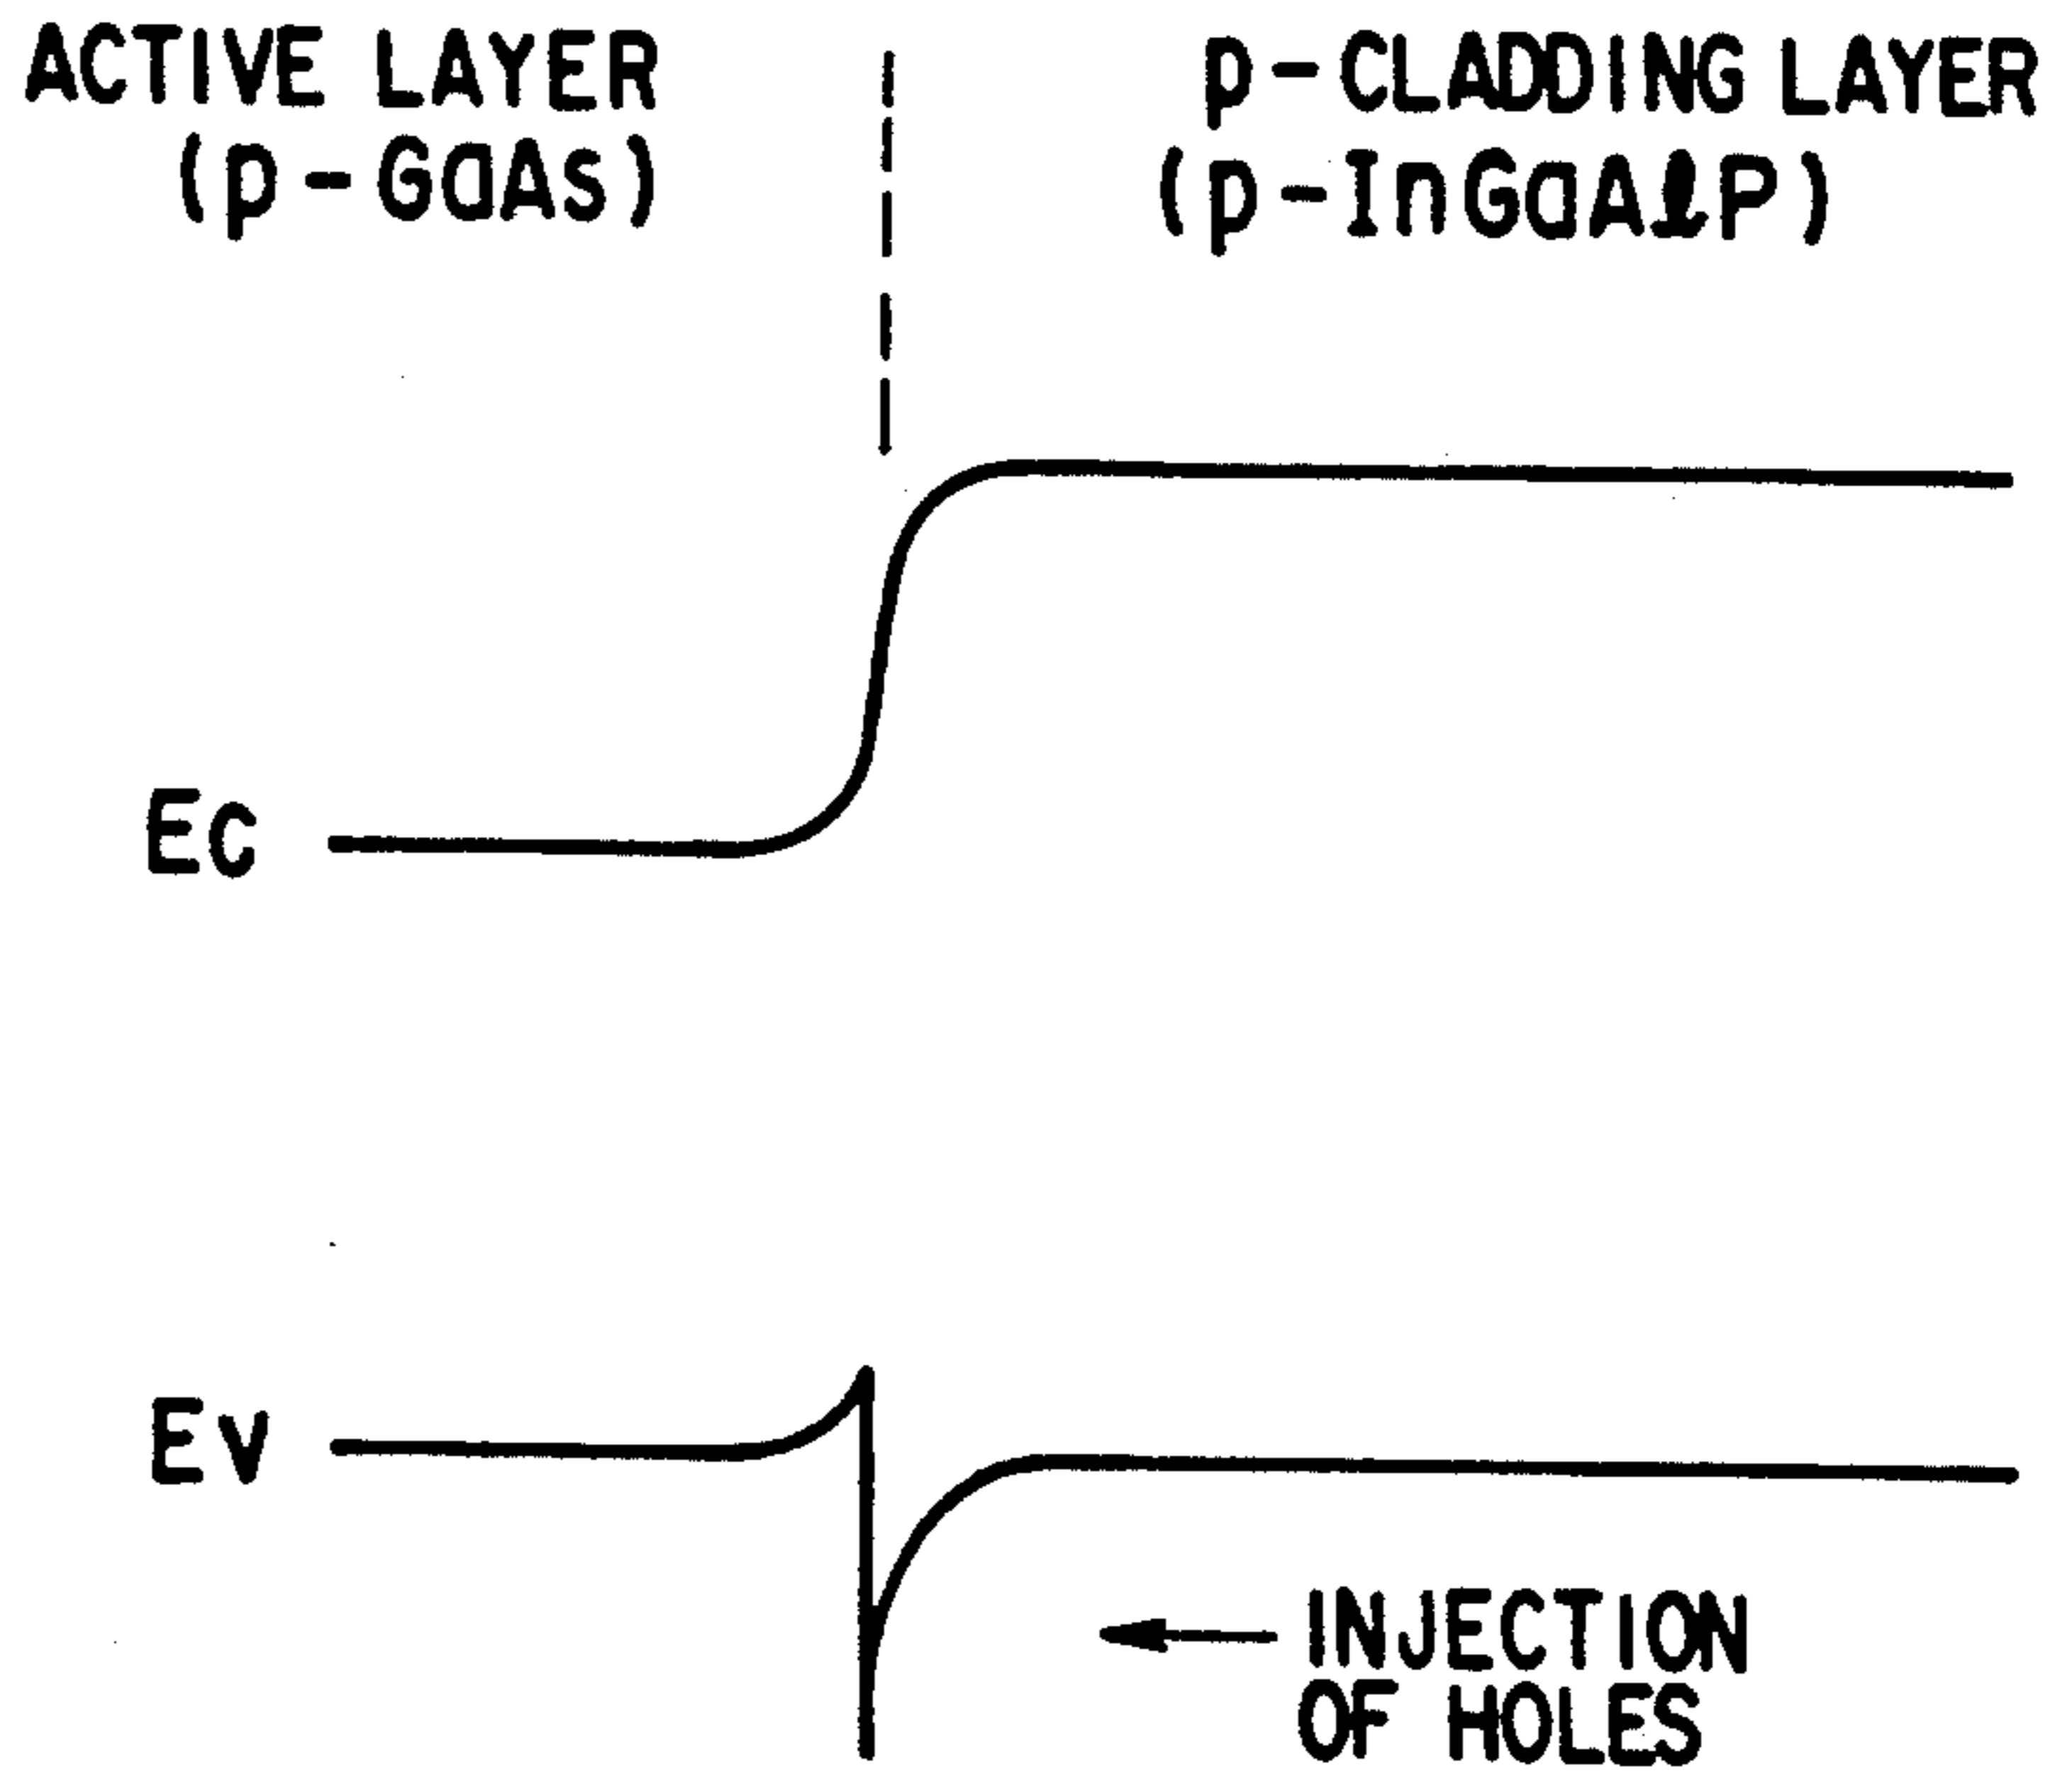 ACTIVE LAYER
(p-GaAs)
p-CLADDING LAYER
(p-InGaAlP)
Ec
Ev
INJECTION
OF HOLES